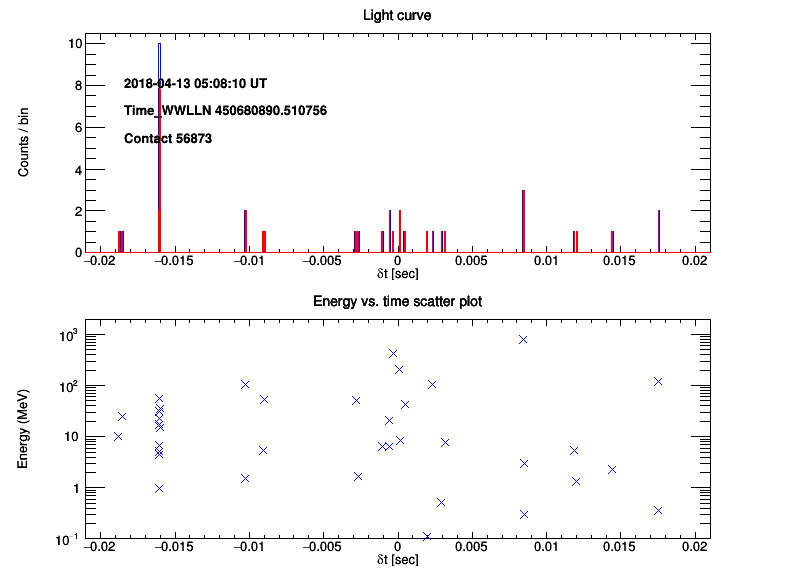 Light curve
10
8
6
4
2
0
Counts / bin
2018-04-13 05:08:10 UT
Time_WWLLN 450680890.510756
Contact 56873
−0.02 −0.015 −0.01 −0.005 0 0.005 0.01 0.015 0.02
δt [sec]
Energy vs. time scatter plot
10³
10²
10
1
10⁻¹
Energy (MeV)
−0.02 −0.015 −0.01 −0.005 0 0.005 0.01 0.015 0.02
δt [sec]